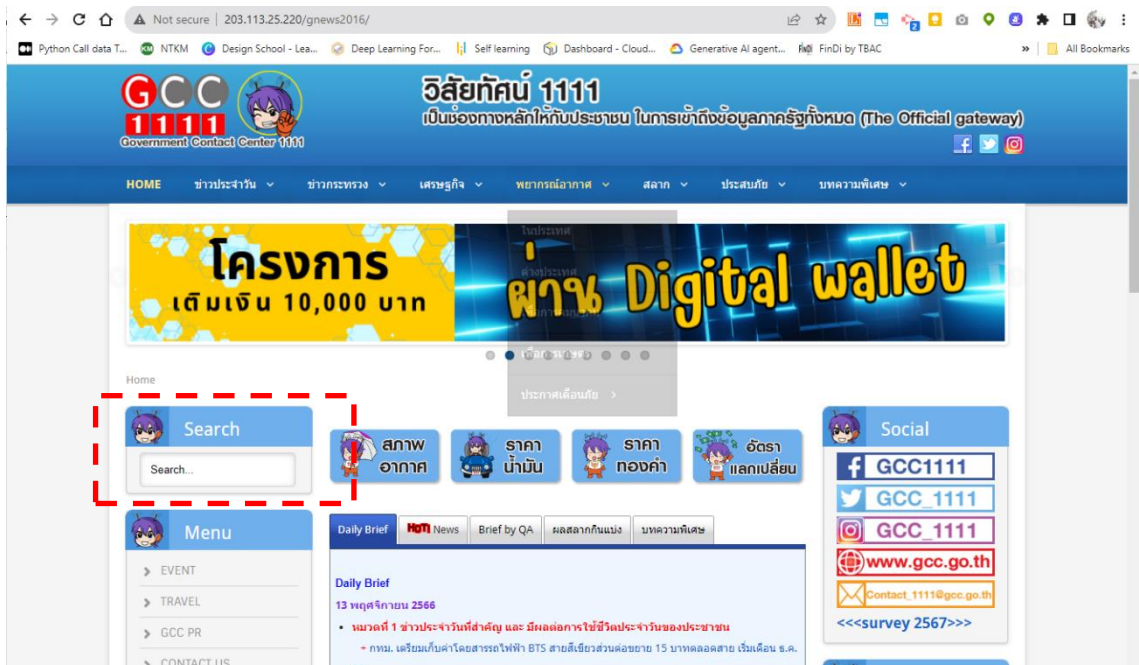 Not secure | 203.113.25.220/gnews2016/
Python Call data T... NTKM Design School - Lea... Deep Learning For... Self learning Dashboard - Cloud... Generative AI agent... FinDi by TBAC » All Bookmarks
GCC
1111
Government Contact Center 1111
วิสัยทัศน์ 1111
เป็นช่องทางหลักให้กับประชาชน ในการเข้าถึงข้อมูลภาครัฐทั้งหมด (The Official gateway)
HOME ข่าวประจำวัน ข่าวกระทรวง เศรษฐกิจ พยากรณ์อากาศ สลาก ประสบภัย บทความพิเศษ
ในประเทศ
ต่างประเทศ
โครงการ
เติมเงิน 10,000 บาท
ผ่าน Digital wallet
เพื่อการเกษตร
ประกาศเตือนภัย >
Home
Search
Search...
สภาพ
อากาศ
ราคา
น้ำมัน
ราคา
ทองคำ
อัตรา
แลกเปลี่ยน
Social
GCC1111
GCC_1111
GCC_1111
www.gcc.go.th
Contact_1111@gcc.go.th
<<<survey 2567>>>
Menu
EVENT
TRAVEL
GCC PR
CONTACT US
Daily Brief HOT! News Brief by QA ผลสลากกินแบ่ง บทความพิเศษ
Daily Brief
13 พฤศจิกายน 2566
• หมวดที่ 1 ข่าวประจำวันที่สำคัญ และ มีผลต่อการใช้ชีวิตประจำวันของประชาชน
+ กทม. เตรียมเก็บค่าโดยสารรถไฟฟ้า BTS สายสีเขียวส่วนต่อขยาย 15 บาทตลอดสาย เริ่มเดือน ธ.ค.